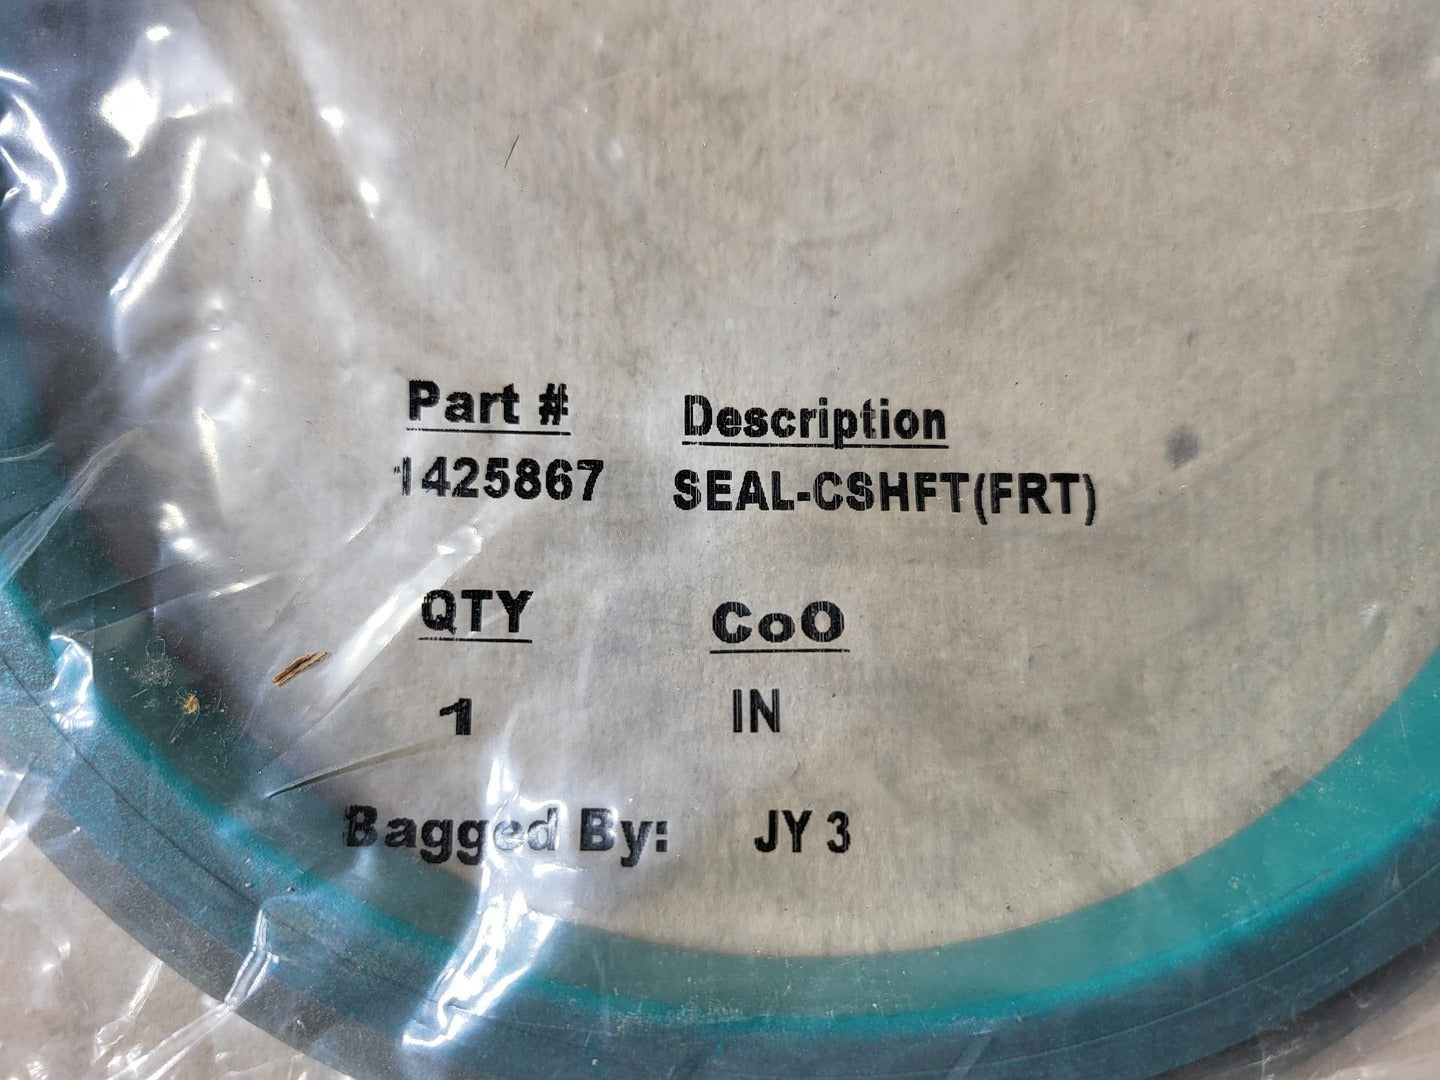 Part # Description
1425867 SEAL-CSHFT(FRT)
QTY CoO
1 IN
Bagged By: JY 3